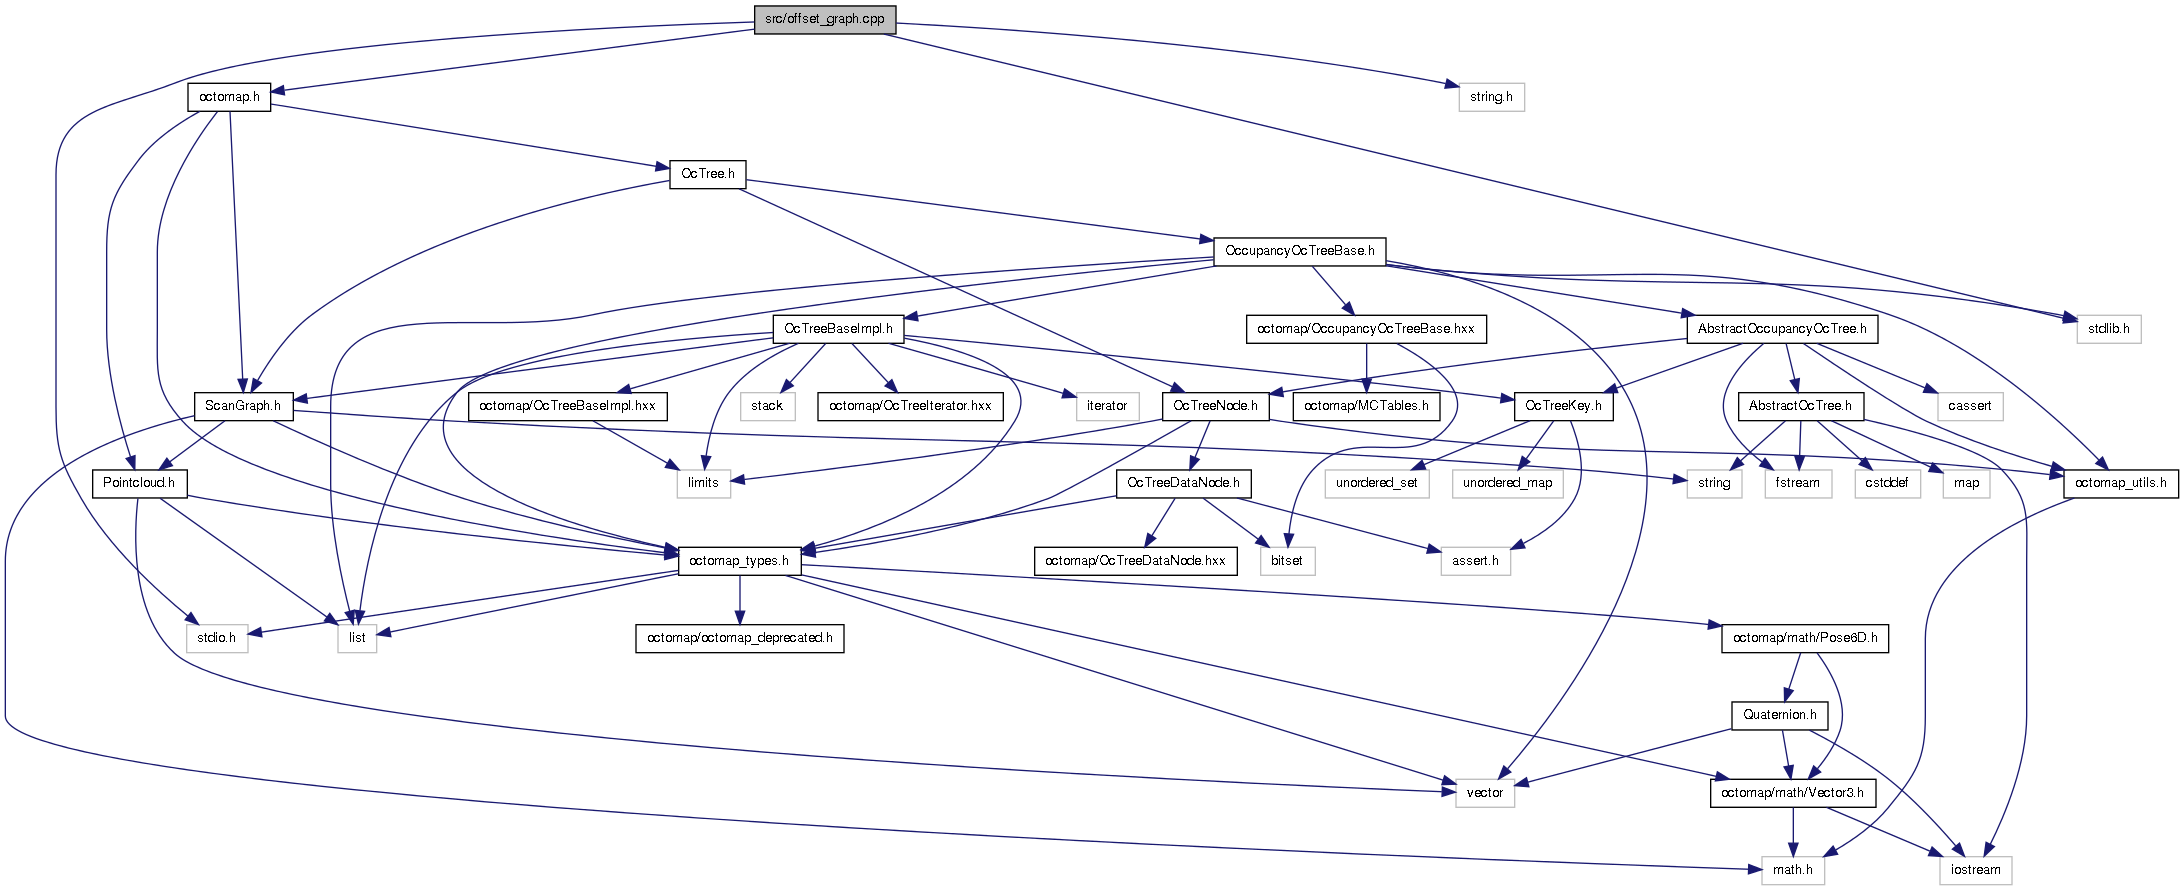 src/offset_graph.cpp
octomap.h
string.h
OcTree.h
OccupancyOcTreeBase.h
OcTreeBaseImpl.h
octomap/OccupancyOcTreeBase.hxx
AbstractOccupancyOcTree.h
stdlib.h
ScanGraph.h
octomap/OcTreeBaseImpl.hxx
stack
octomap/OcTreeIterator.hxx
iterator
OcTreeNode.h
octomap/MCTables.h
OcTreeKey.h
AbstractOcTree.h
cassert
Pointcloud.h
limits
OcTreeDataNode.h
unordered_set
unordered_map
string
fstream
cstddef
map
octomap_utils.h
octomap_types.h
octomap/OcTreeDataNode.hxx
bitset
assert.h
stdio.h
list
octomap/octomap_deprecated.h
octomap/math/Pose6D.h
Quaternion.h
vector
octomap/math/Vector3.h
math.h
iostream